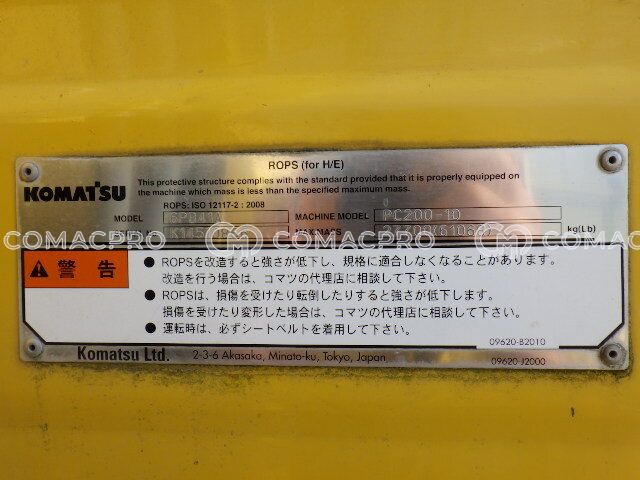 ROPS (for H/E)
KOMATSU
This protective structure complies with the standard provided that it is properly equipped on
the machine which mass is less than the specified maximum mass.
ROPS: ISO 12117-2 : 2008
MODEL MACHINE MODEL PC200-10
kg(Lb)
COMACPRO COMACPRO COMACPRO
警告
● ROPSを改造すると強さが低下し、規格に適合しなくなることがあります。
改造を行う場合は、コマツの代理店に相談して下さい。
● ROPSは、損傷を受けたり転倒したりすると強さが低下します。
損傷を受けたり変形した場合は、コマツの代理店に相談して下さい。
● 運転時は、必ずシートベルトを着用して下さい。
09620-B2010
Komatsu Ltd. 2-3-6 Akasaka, Minato-ku, Tokyo, Japan
09620-J2000